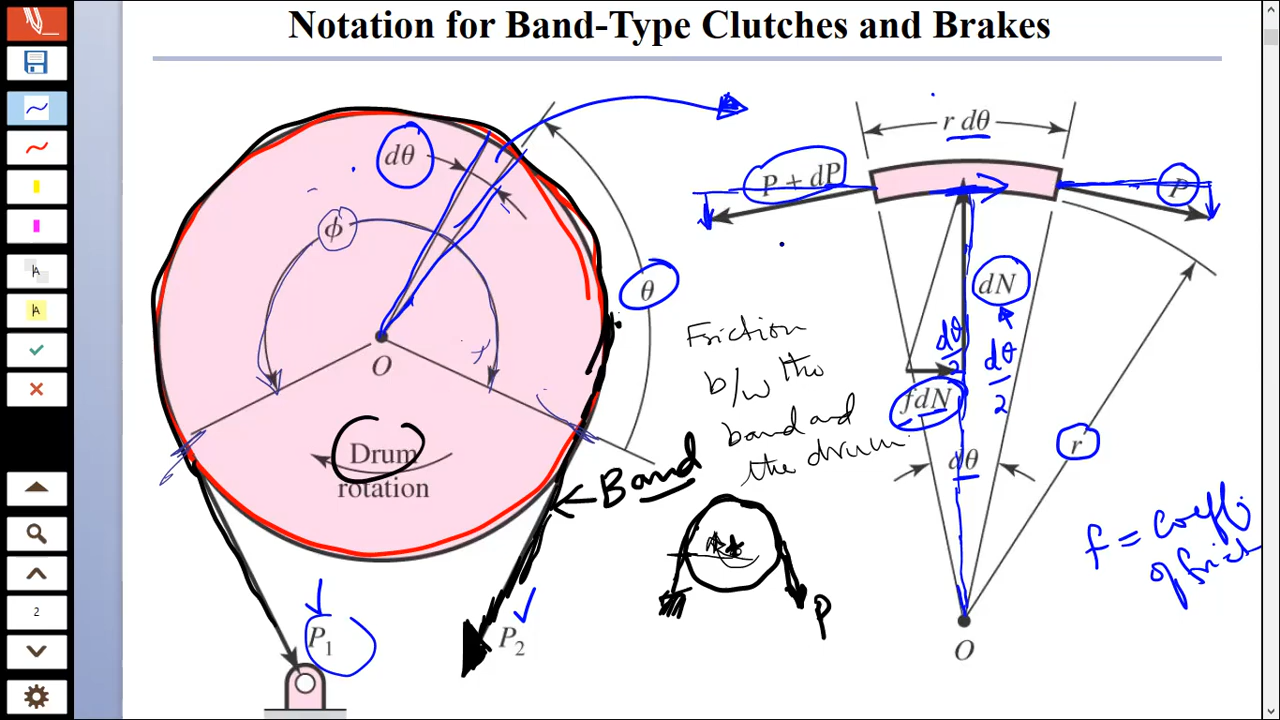 Notation for Band-Type Clutches and Brakes
dθ
ϕ
θ
O
Drum
rotation
P₁
P₂
Band
Friction
b/w the
band and
the drum
P
r dθ
P + dP
P
dN
dθ/2
dθ/2
fdN
dθ
r
O
f = coeff.
of frict
A
A
2